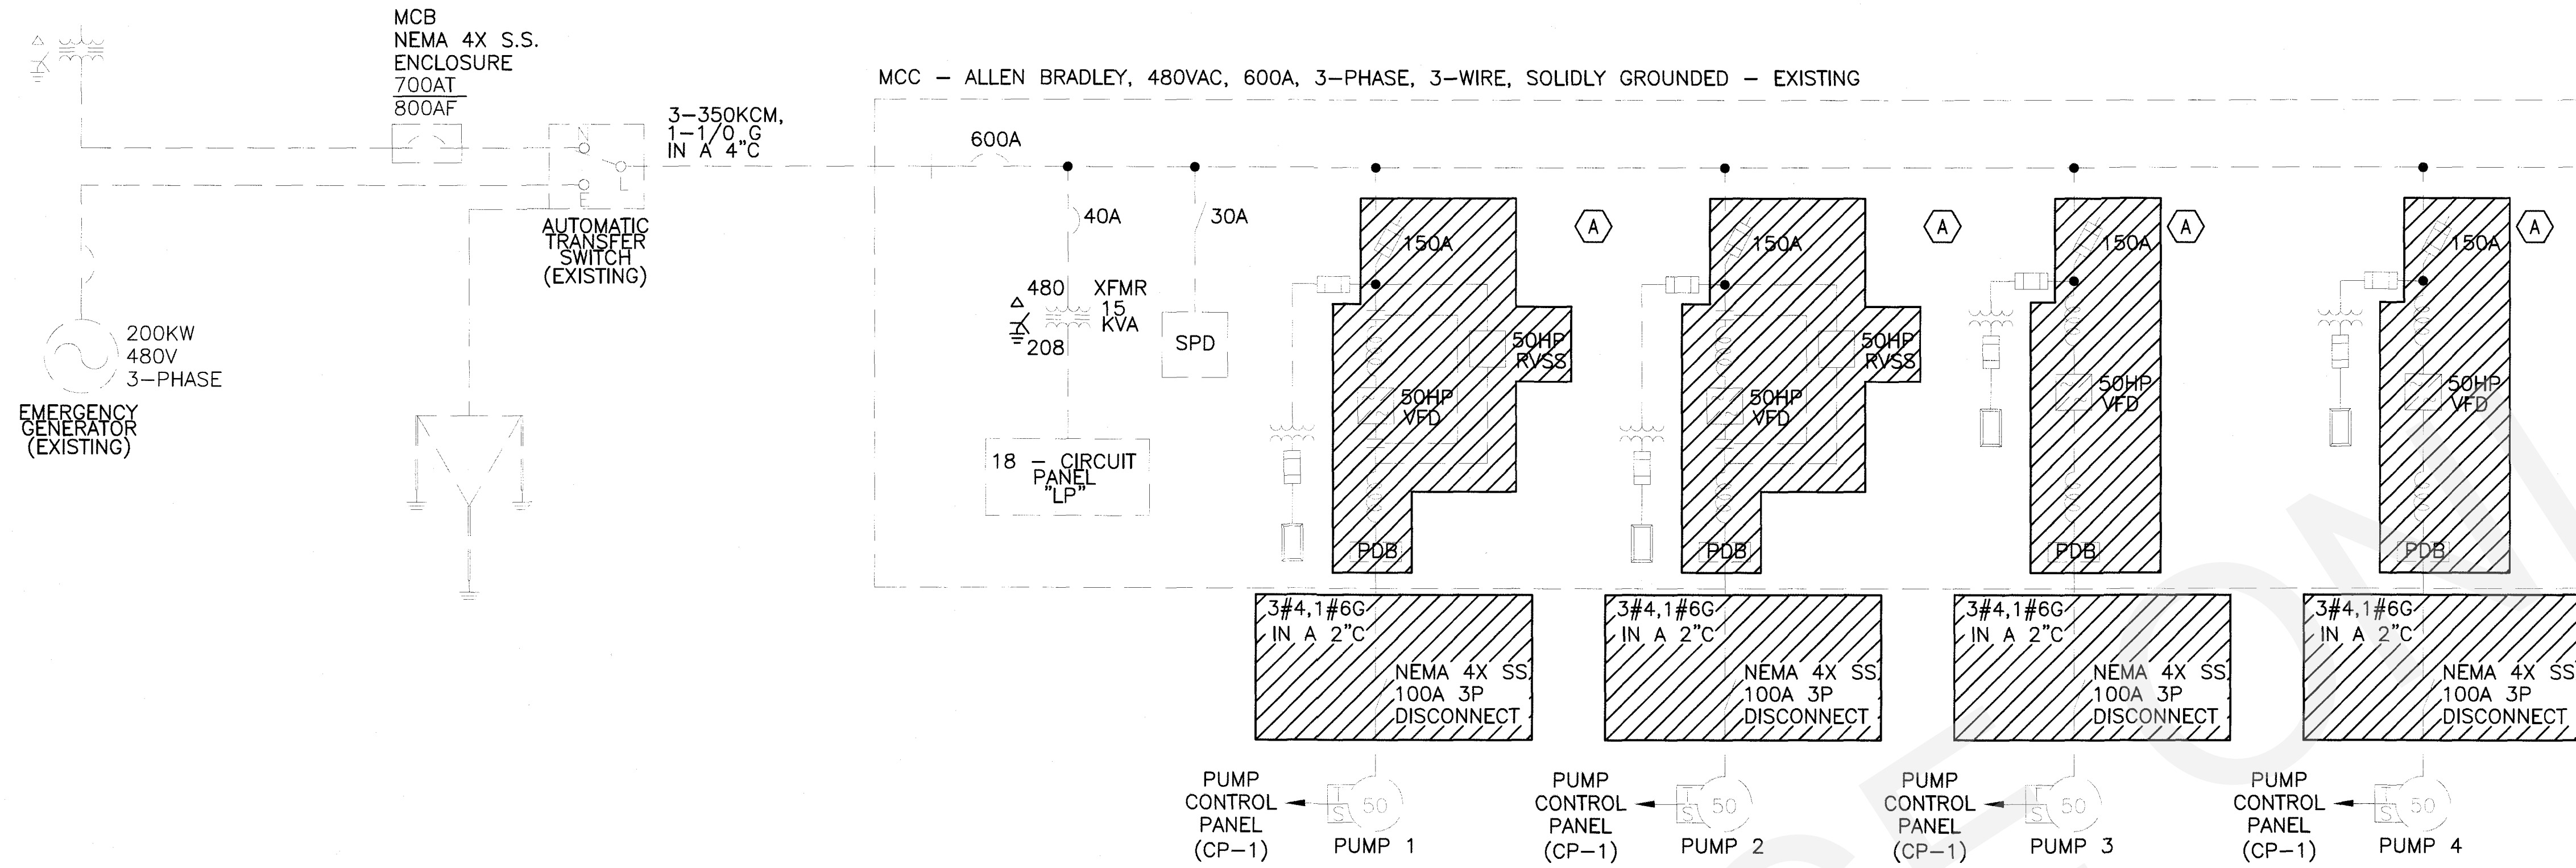 MCB
NEMA 4X S.S.
ENCLOSURE
700AT
800AF
MCC – ALLEN BRADLEY, 480VAC, 600A, 3–PHASE, 3–WIRE, SOLIDLY GROUNDED – EXISTING
3–350KCM,
1–1/0 G
IN A 4"C
N
L
E
AUTOMATIC
TRANSFER
SWITCH
(EXISTING)
200KW
480V
3–PHASE
EMERGENCY
GENERATOR
(EXISTING)
600A
40A
30A
480
208
XFMR
15
KVA
SPD
18 – CIRCUIT
PANEL
"LP"
150A
A
50HP
RVSS
50HP
VFD
PDB
150A
A
50HP
RVSS
50HP
VFD
PDB
150A
A
50HP
VFD
PDB
150A
A
50HP
VFD
PDB
3#4,1#6G
IN A 2"C
NEMA 4X SS
100A 3P
DISCONNECT
3#4,1#6G
IN A 2"C
NEMA 4X SS
100A 3P
DISCONNECT
3#4,1#6G
IN A 2"C
NEMA 4X SS
100A 3P
DISCONNECT
3#4,1#6G
IN A 2"C
NEMA 4X SS
100A 3P
DISCONNECT
PUMP
CONTROL
PANEL
(CP–1)
T
S
50
PUMP 1
PUMP
CONTROL
PANEL
(CP–1)
T
S
50
PUMP 2
PUMP
CONTROL
PANEL
(CP–1)
T
S
50
PUMP 3
PUMP
CONTROL
PANEL
(CP–1)
T
S
50
PUMP 4